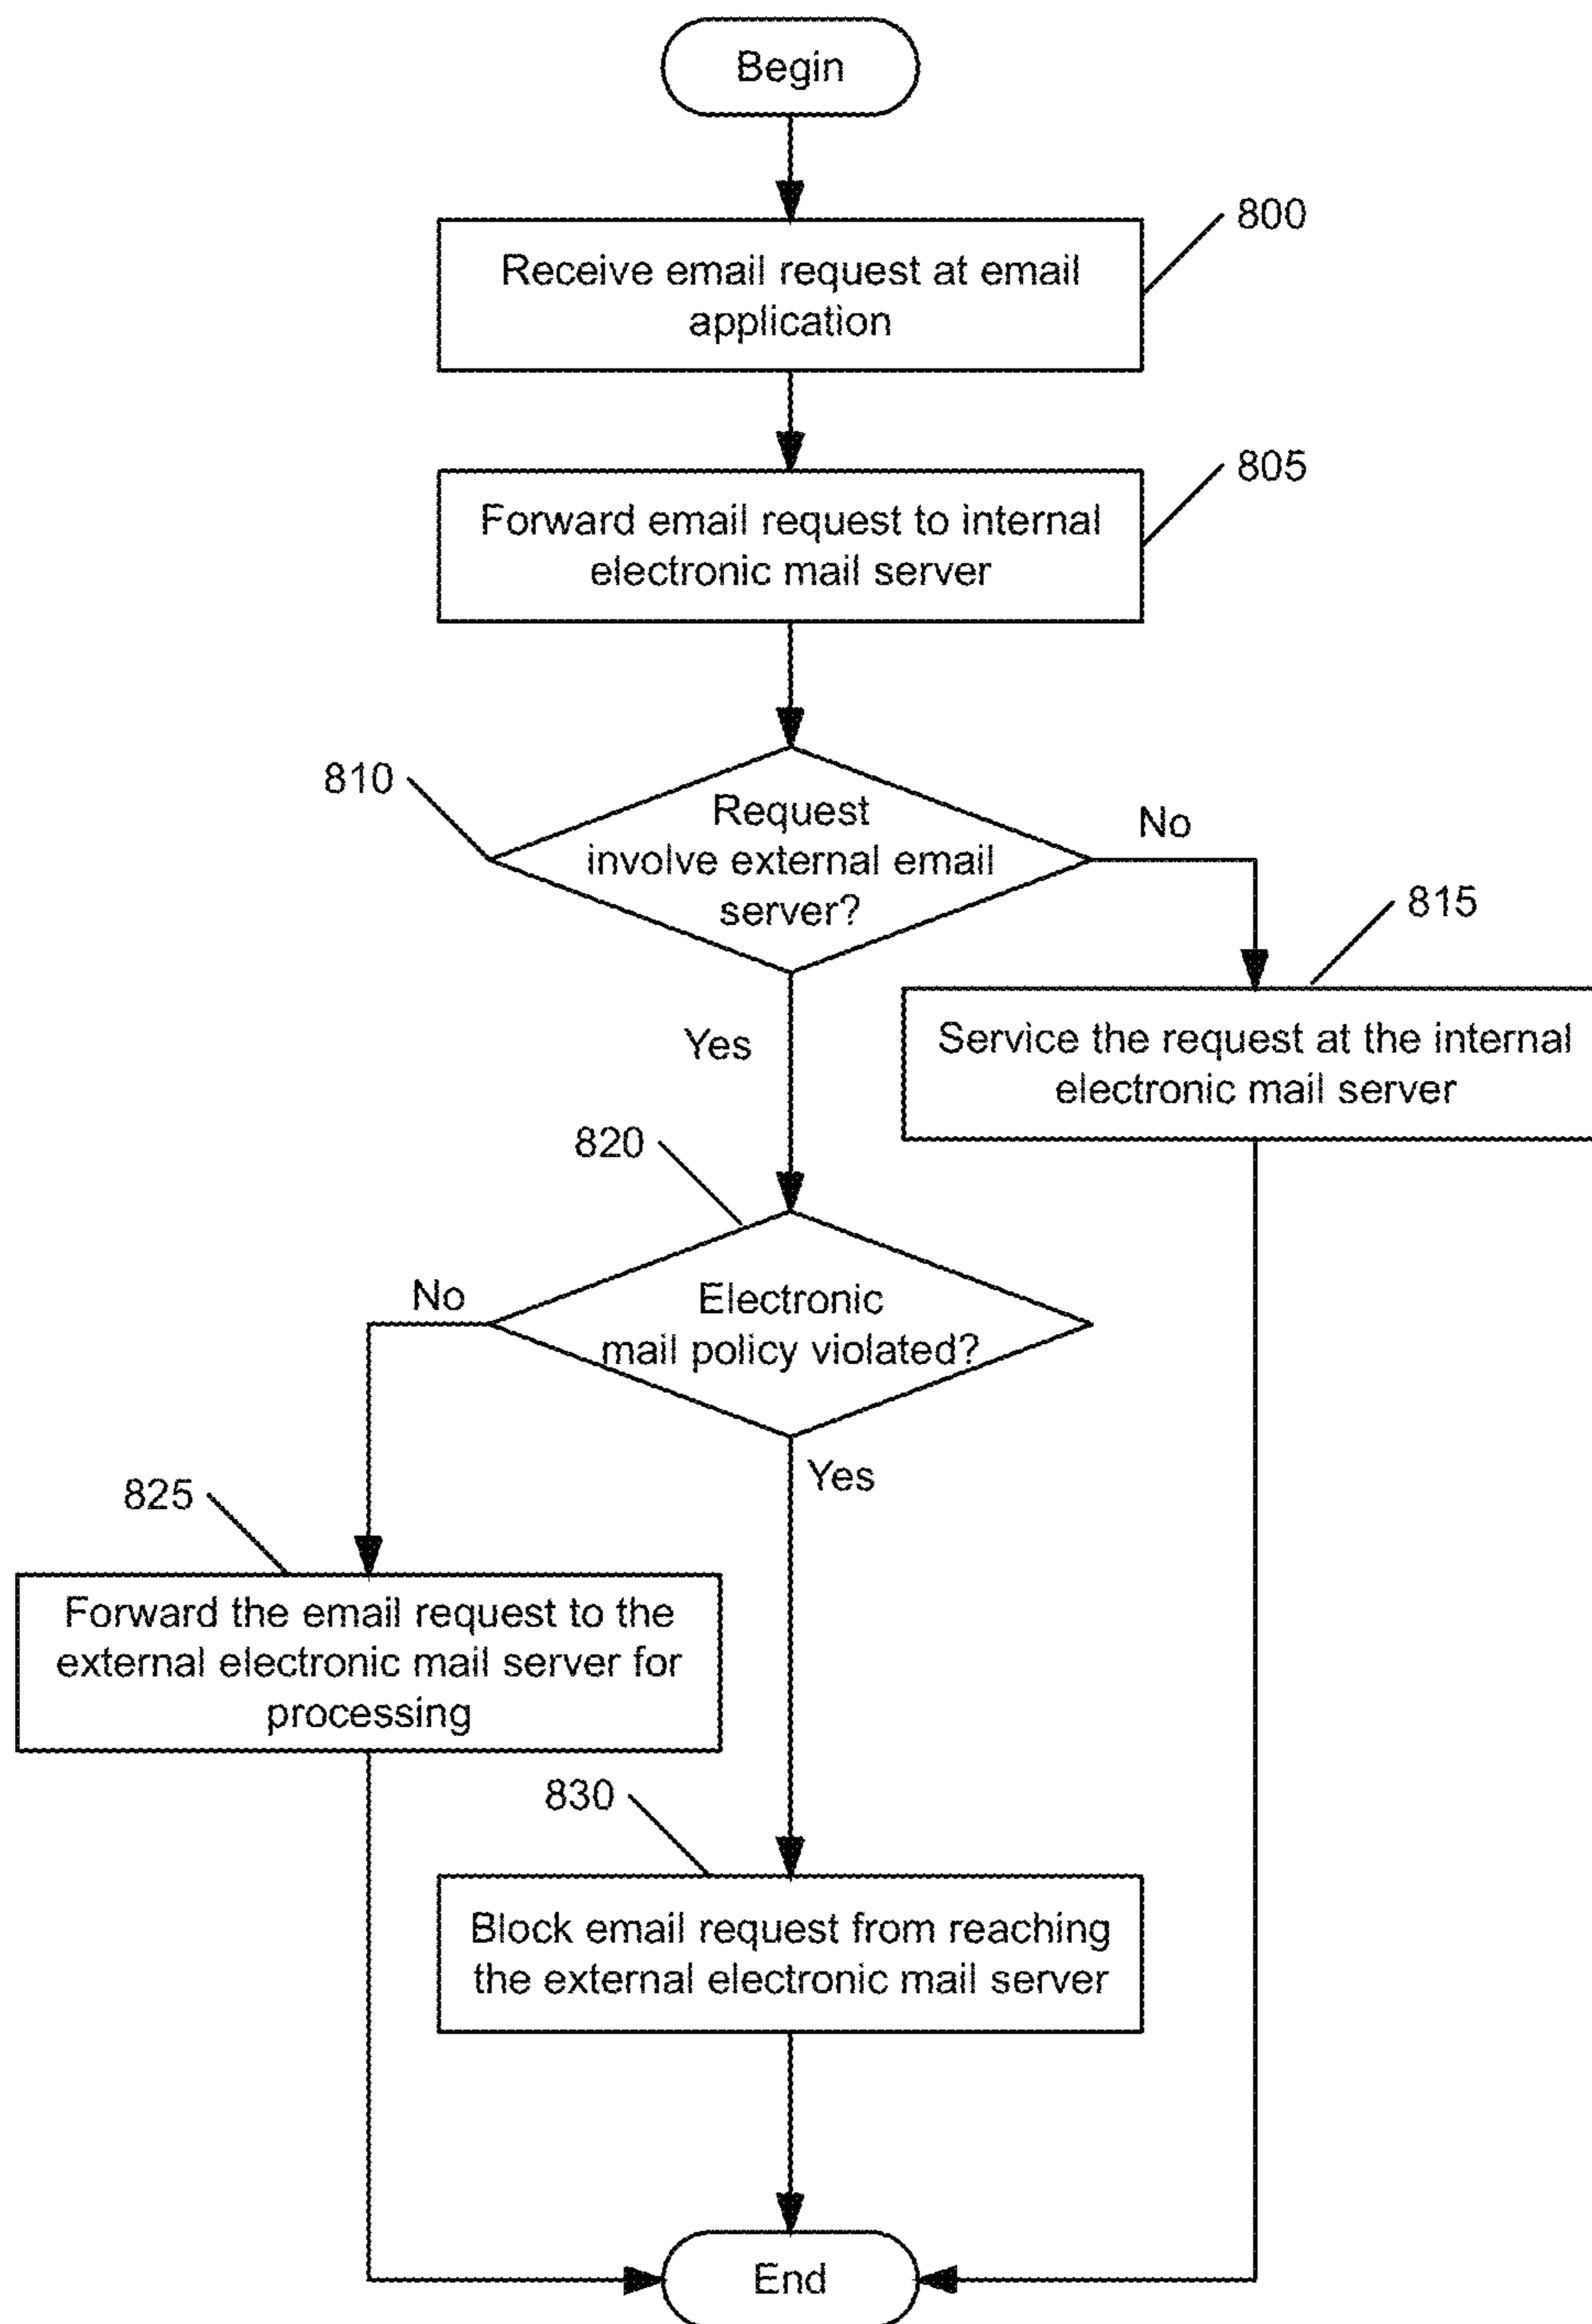 Begin
800
Receive email request at email
application
805
Forward email request to internal
electronic mail server
810
Request
involve external email
server?
No
815
Service the request at the internal
electronic mail server
Yes
820
Electronic
mail policy violated?
No
Yes
825
Forward the email request to the
external electronic mail server for
processing
830
Block email request from reaching
the external electronic mail server
End